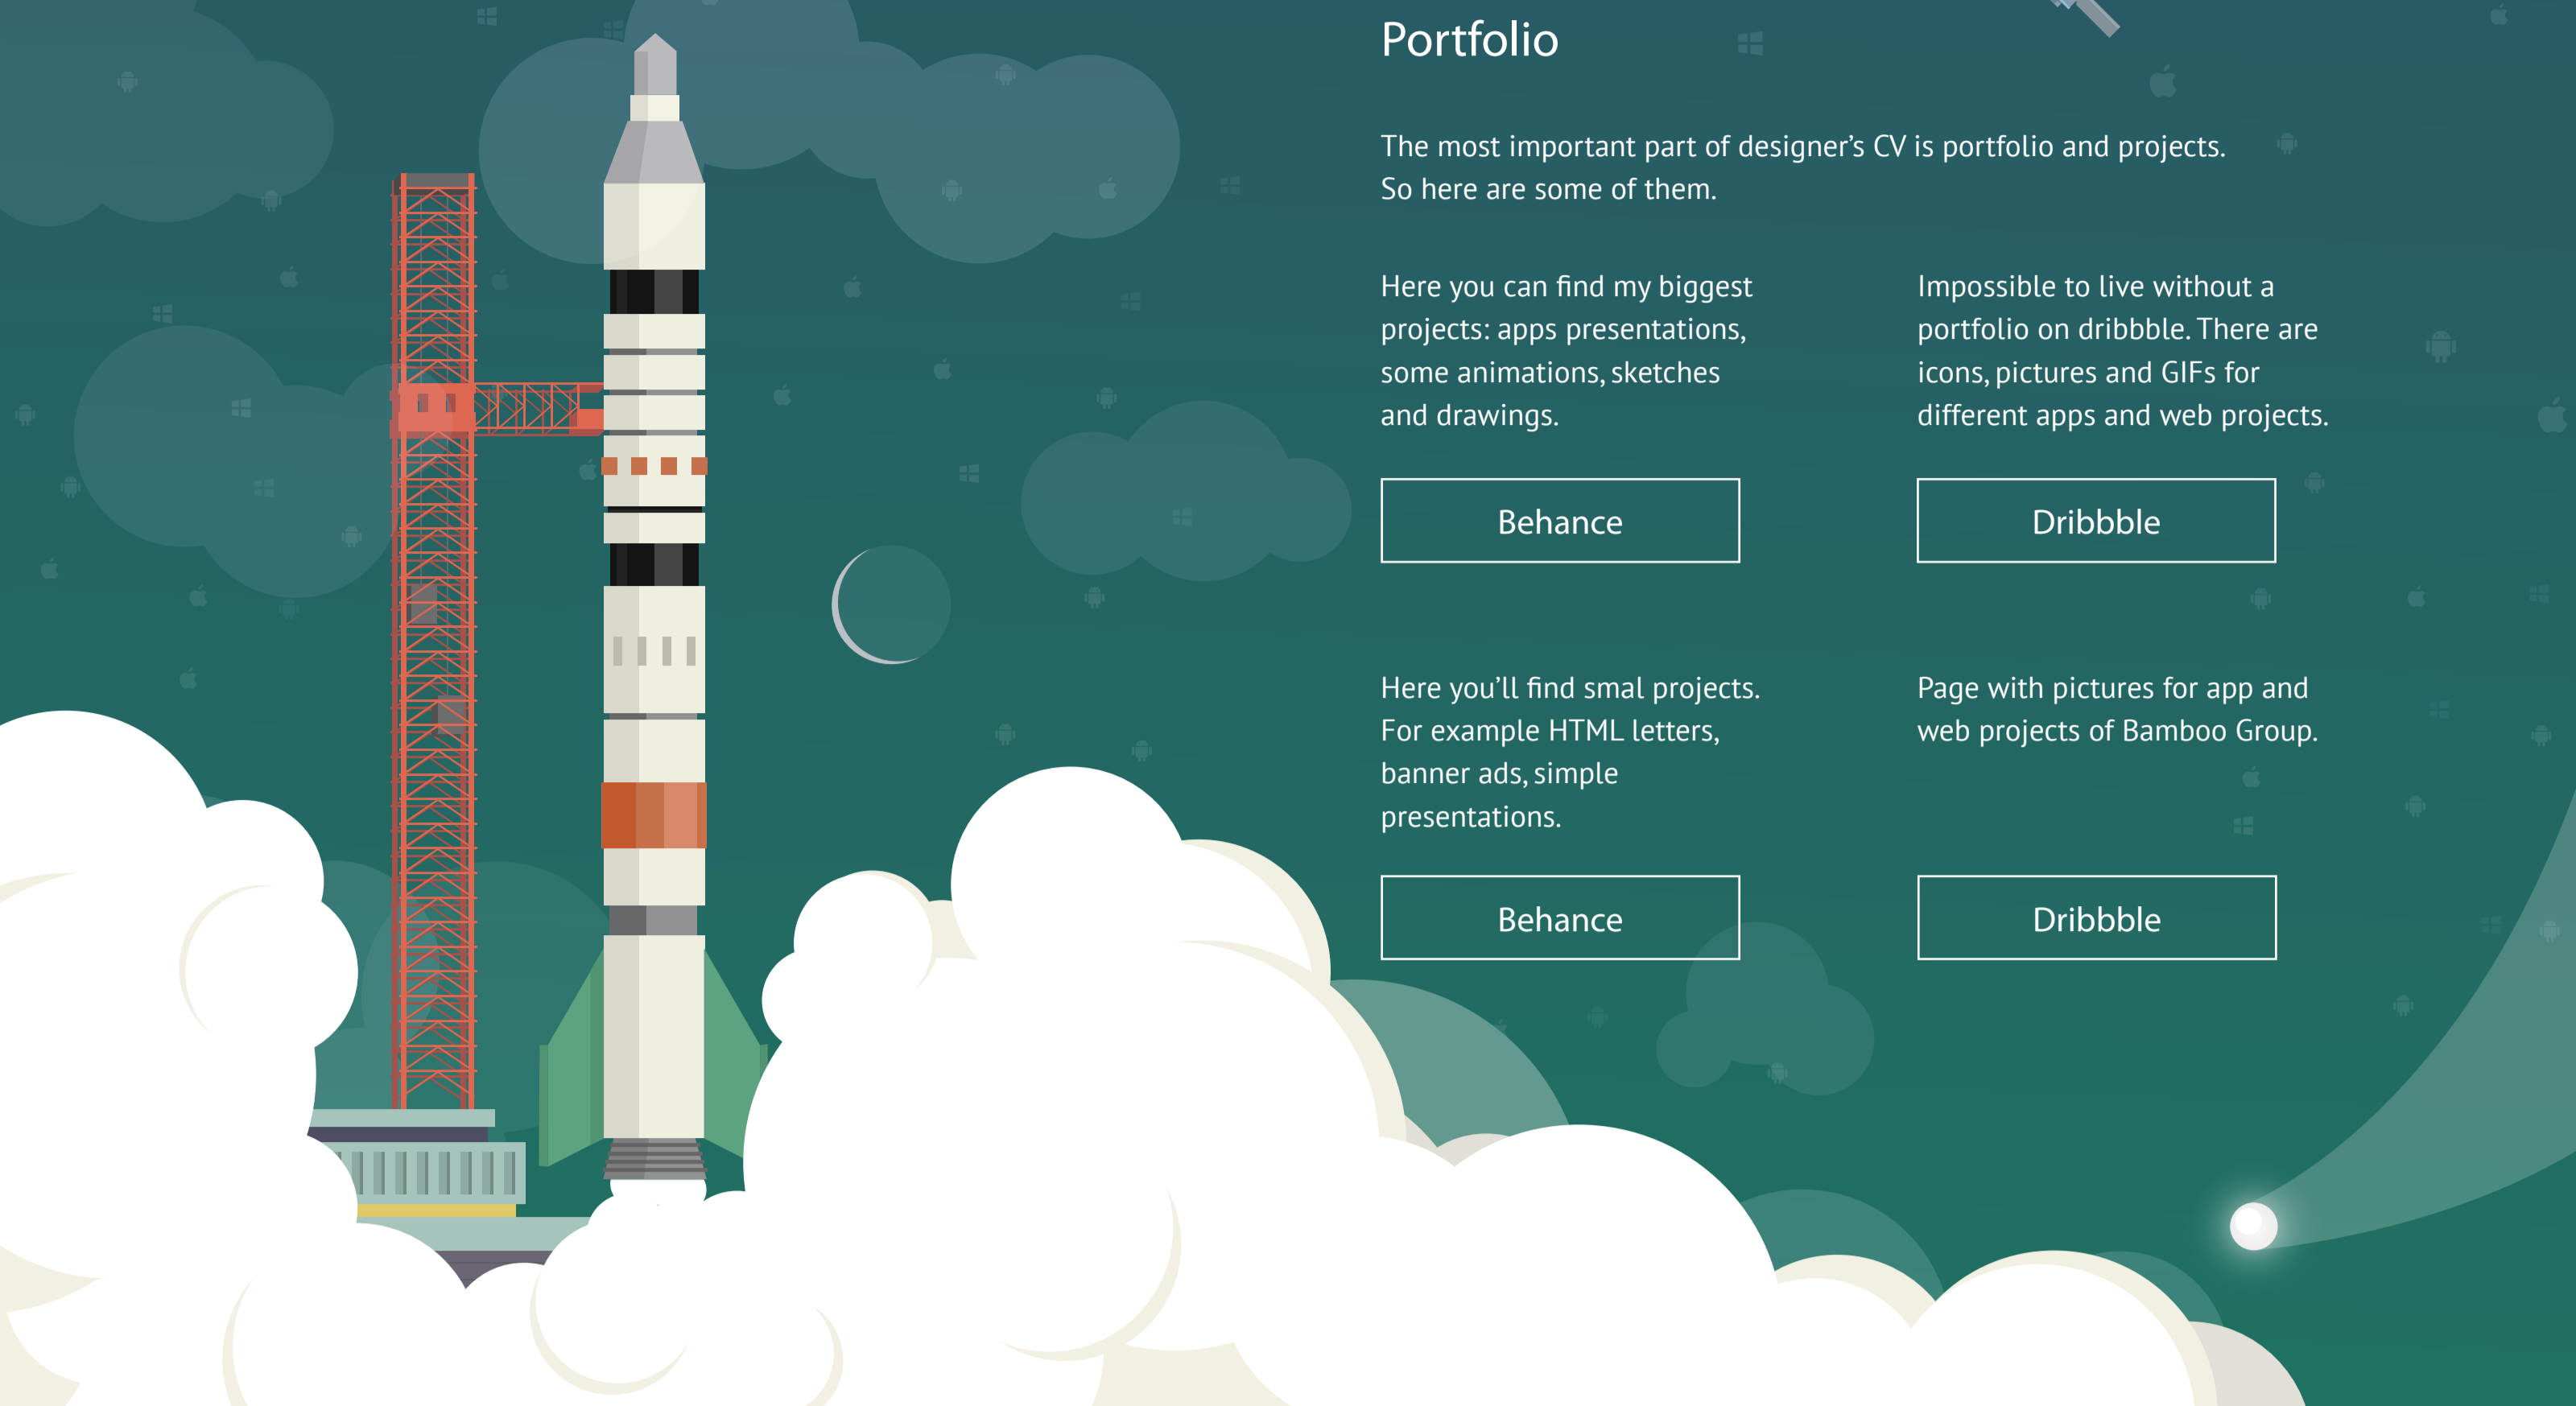 Portfolio
The most important part of designer’s CV is portfolio and projects.
So here are some of them.
Here you can find my biggest
projects: apps presentations,
some animations, sketches
and drawings.
Behance
Impossible to live without a
portfolio on dribbble. There are
icons, pictures and GIFs for
different apps and web projects.
Dribbble
Here you’ll find smal projects.
For example HTML letters,
banner ads, simple
presentations.
Behance
Page with pictures for app and
web projects of Bamboo Group.
Dribbble